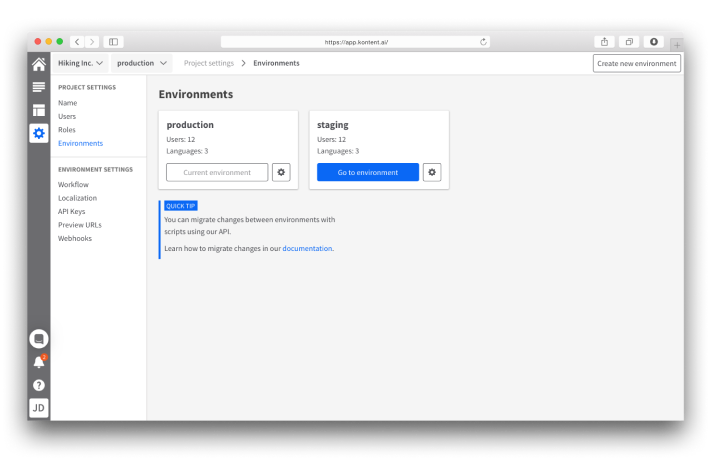 https://app.kontent.ai/
Hiking Inc.
production
Project settings > Environments
Create new environment
PROJECT SETTINGS
Name
Users
Roles
Environments
ENVIRONMENT SETTINGS
Workflow
Localization
API Keys
Preview URLs
Webhooks
Environments
production
Users: 12
Languages: 3
Current environment
staging
Users: 12
Languages: 3
Go to environment
QUICK TIP
You can migrate changes between environments with
scripts using our API.
Learn how to migrate changes in our documentation.
2
?
JD